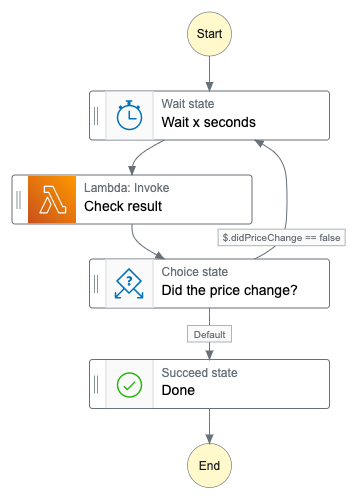 Start
Wait state
Wait x seconds
Lambda: Invoke
Check result
$.didPriceChange == false
Choice state
Did the price change?
Default
Succeed state
Done
End